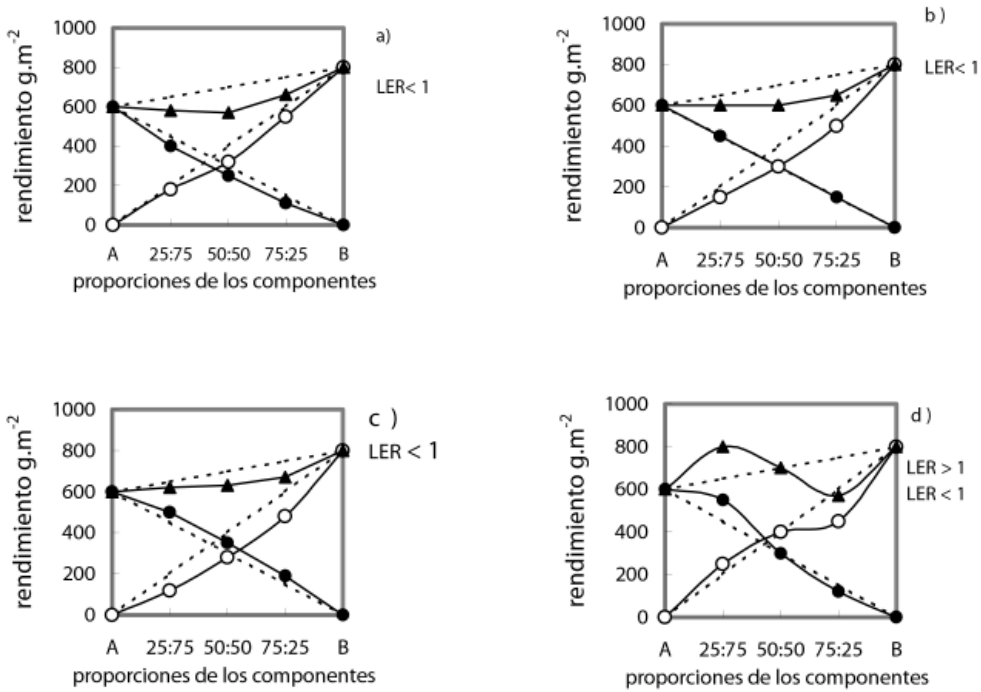 a)
LER< 1
rendimiento g.m-2
1000
800
600
400
200
0
A 25:75 50:50 75:25 B
proporciones de los componentes
b )
LER< 1
rendimiento g.m-2
1000
800
600
400
200
0
A 25:75 50:50 75:25 B
proporciones de los componentes
c )
LER < 1
rendimiento g.m-2
1000
800
600
400
200
0
A 25:75 50:50 75:25 B
proporciones de los componentes
d )
LER > 1
LER < 1
rendimiento g.m-2
1000
800
600
400
200
0
A 25:75 50:50 75:25 B
proporciones de los componentes